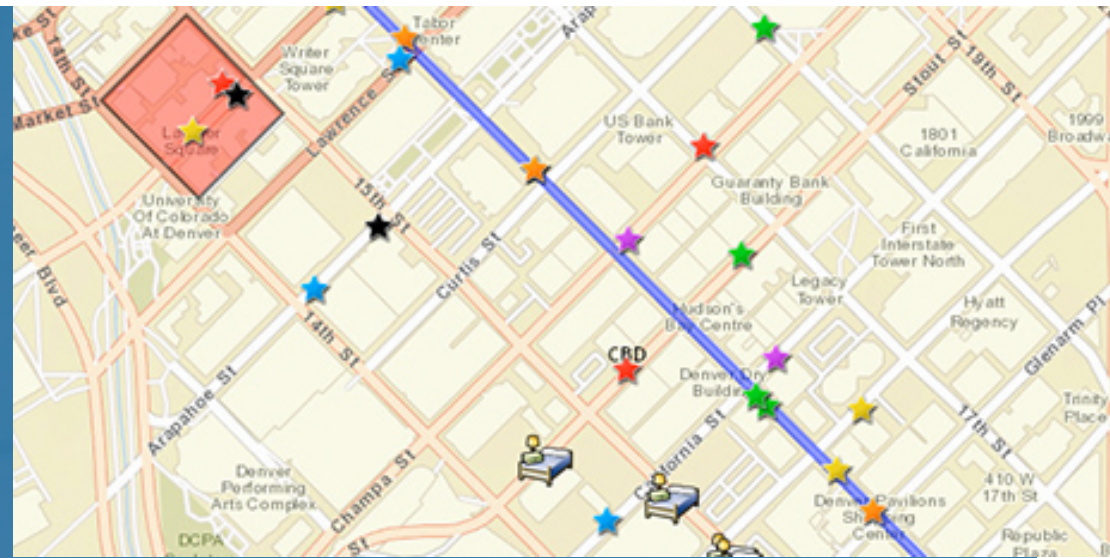 ke St
14th St
Market St
Writer
Square
Tower
Tabor
Center
Arap
Lawrence S
Square
University
Of Colorado
At Denver
15th St
US Bank
Tower
Stout St
19th St
1801
California
1999
Broadw
Guaranty Bank
Building
First
Interstate
Tower North
Legacy
Tower
Hyatt
Regency
Glenarm Pl
Curtis St
eer Blvd
14th St
Hudson's
Bay Centre
CBD
Denver Dry
Building
Trinity
Place
Arapahoe St
ifornia St
17th St
Denver
Performing
Arts Complex
Champa St
410 W
17th St
Denver Pavilions
Center
DCPA
St
Republic
Plaza